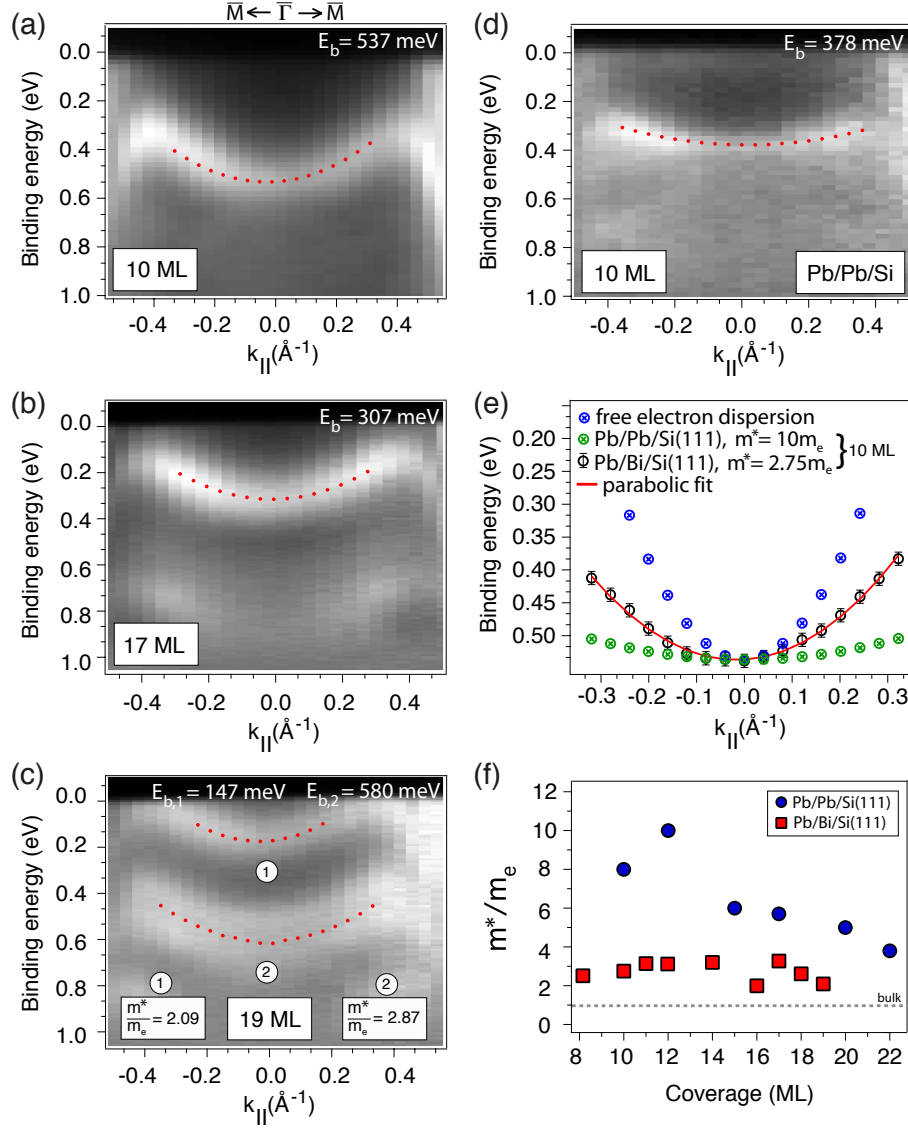 M̅ ← Γ̅ → M̅
(a)
E_b = 537 meV
Binding energy (eV)
0.0
0.2
0.4
0.6
0.8
1.0
10 ML
-0.4 -0.2 0.0 0.2 0.4
k_||(Å⁻¹)
(d)
E_b = 378 meV
Binding energy (eV)
0.0
0.2
0.4
0.6
0.8
1.0
10 ML
Pb/Pb/Si
-0.4 -0.2 0.0 0.2 0.4
k_||(Å⁻¹)
(b)
E_b = 307 meV
Binding energy (eV)
0.0
0.2
0.4
0.6
0.8
1.0
17 ML
-0.4 -0.2 0.0 0.2 0.4
k_||(Å⁻¹)
(e)
free electron dispersion
Pb/Pb/Si(111), m*= 10m_e
Pb/Bi/Si(111), m*= 2.75m_e
}10 ML
parabolic fit
Binding energy (eV)
0.20
0.25
0.30
0.35
0.40
0.45
0.50
-0.3 -0.2 -0.1 0.0 0.1 0.2 0.3
k_||(Å⁻¹)
(c)
E_b,1 = 147 meV E_b,2 = 580 meV
Binding energy (eV)
0.0
0.2
0.4
0.6
0.8
1.0
1
2
1
2
m*/m_e = 2.09
19 ML
m*/m_e = 2.87
-0.4 -0.2 0.0 0.2 0.4
k_||(Å⁻¹)
(f)
Pb/Pb/Si(111)
Pb/Bi/Si(111)
m*/m_e
12
10
8
6
4
2
0
bulk
8 10 12 14 16 18 20 22
Coverage (ML)